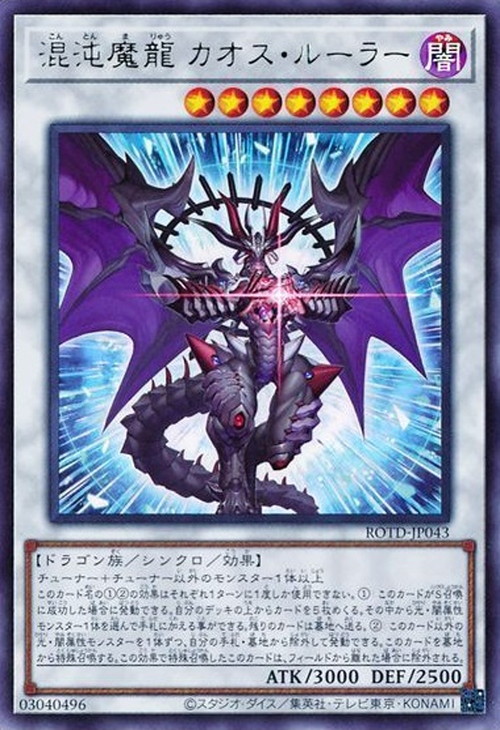 混沌魔龍 カオス・ルーラー
闇
ROTD-JP043
【ドラゴン族／シンクロ／効果】
チューナー＋チューナー以外のモンスター1体以上
このカード名の①②の効果はそれぞれ1ターンに1度しか使用できない。①：このカードがS召喚
に成功した場合に発動できる。自分のデッキの上からカードを5枚めくる。その中から光・闇属性
モンスター1体を選んで手札に加える事ができる。残りのカードは墓地へ送る。②：このカード以外の
光・闇属性モンスターを1体ずつ、自分の手札・墓地から除外して発動できる。このカードを墓地
から特殊召喚する。この効果で特殊召喚したこのカードは、フィールドから離れた場合に除外される。
ATK/3000 DEF/2500
03040496
©スタジオ・ダイス／集英社・テレビ東京・KONAMI